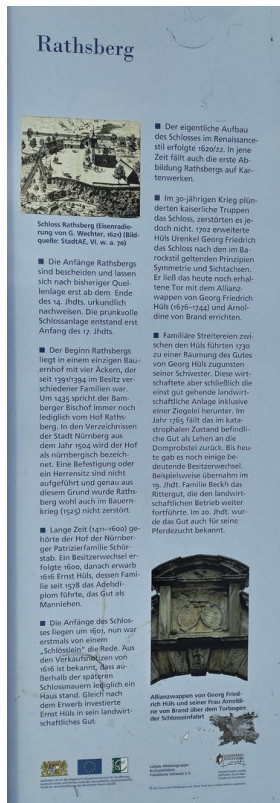 Rathsberg
Schloss Rathsberg (Eisenradie-
rung von G. Wechter, 1621) (Bild-
quelle: StadtAE, VI. w. a. 70)
■ Die Anfänge Rathsbergs
sind bescheiden und lassen
sich nach bisheriger Quel-
lenlage erst ab dem Ende
des 14. Jhdts. urkundlich
nachweisen. Die prunkvolle
Schlossanlage entstand erst
Anfang des 17. Jhdts.
■ Der Beginn Rathsbergs
liegt in einem einzigen Bau-
ernhof mit vier Äckern, der
seit 1391/1394 im Besitz ver-
schiedener Familien war.
Um 1435 spricht der Bam-
berger Bischof immer noch
lediglich vom Hof Raths-
berg. In den Verzeichnissen
der Stadt Nürnberg aus
dem Jahr 1504 wird der Hof
als nürnbergisch bezeich-
net. Eine Befestigung oder
ein Herrensitz sind nicht
aufgeführt und genau aus
diesem Grund wurde Raths-
berg wohl auch im Bauern-
krieg (1525) nicht zerstört.
■ Lange Zeit (1411-1600) ge-
hörte der Hof der Nürnber-
ger Patrizierfamilie Schür-
stab. Ein Besitzerwechsel er-
folgte 1600, danach erwarb
1616 Ernst Hüls, dessen Fami-
lie seit 1578 das Adelsdi-
plom führte, das Gut als
Mannlehen.
■ Die Anfänge des Schlos-
ses liegen um 1601, nun war
erstmals von einem
„Schlösslein“ die Rede. Aus
den Verkaufsnotizen von
1616 ist bekannt, dass au-
ßerhalb der späteren
Schlossmauern lediglich ein
Haus stand. Gleich nach
dem Erwerb investierte
Ernst Hüls in sein landwirt-
schaftliches Gut.
■ Der eigentliche Aufbau
des Schlosses im Renaissance-
stil erfolgte 1620/22. In jene
Zeit fällt auch die erste Ab-
bildung Rathsbergs auf Kar-
tenwerken.
■ Im 30-jährigen Krieg plün-
derten kaiserliche Truppen
das Schloss, zerstörten es je-
doch nicht. 1702 erweiterte
Hüls Urenkel Georg Friedrich
das Schloss nach den im Ba-
rockstil geltenden Prinzipien
Symmetrie und Sichtachsen.
Er ließ das heute noch erhal-
tene Tor mit dem Allianz-
wappen von Georg Friedrich
Hüls (1676–1744) und Arnol-
dine von Brand errichten.
■ Familiäre Streitereien zwi-
schen den Hüls führten 1730
zu einer Räumung des Gutes
von Georg Hüls zugunsten
seiner Schwester. Diese wirt-
schaftete aber schließlich die
einst gut gehende landwirt-
schaftliche Anlage inklusive
einer Ziegelei herunter. Im
Jahr 1765 fällt das im kata-
strophalen Zustand befindli-
che Gut als Lehen an die
Domprobstei zurück. Bis heu-
te gab es noch einige be-
deutende Besitzerwechsel.
Beispielsweise übernahm im
19. Jhdt. Familie Beckh das
Rittergut, die den landwirt-
schaftlichen Betrieb weiter
fortführte. Im 20. Jhdt. wur-
de das Gut auch für seine
Pferdezucht bekannt.
Allianzwappen von Georg Fried-
rich Hüls und seiner Frau Arnoldi-
ne von Brand über dem Torbogen
der Schlosseinfahrt
Lokale Aktionsgruppe
Kulturerlebnis
Fränkische Schweiz e.V.